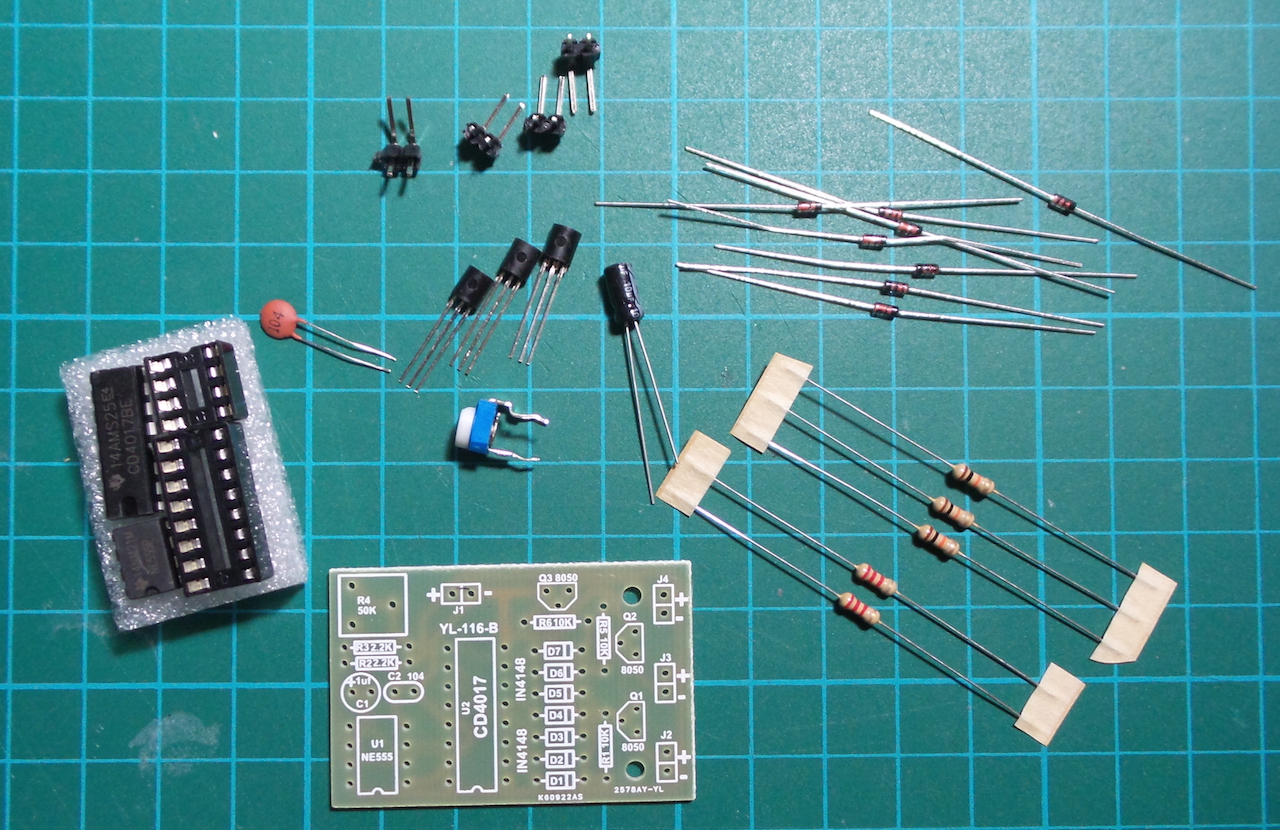 104
14AMS25 E4
CD4017BE
R4
50K
+
J1
-
Q3 8050
J4
+
-
YL-116-B
R6 10K
R5 10K
Q2
8050
R3 2.2K
R2 2.2K
+
1uf
C1
C2 104
U2
CD4017
IN4148
IN4148
D7
D6
D5
D4
D3
D2
D1
J3
+
-
Q1
8050
U1
NE555
R1 10K
J2
+
-
K60922AS
2578AY-YL